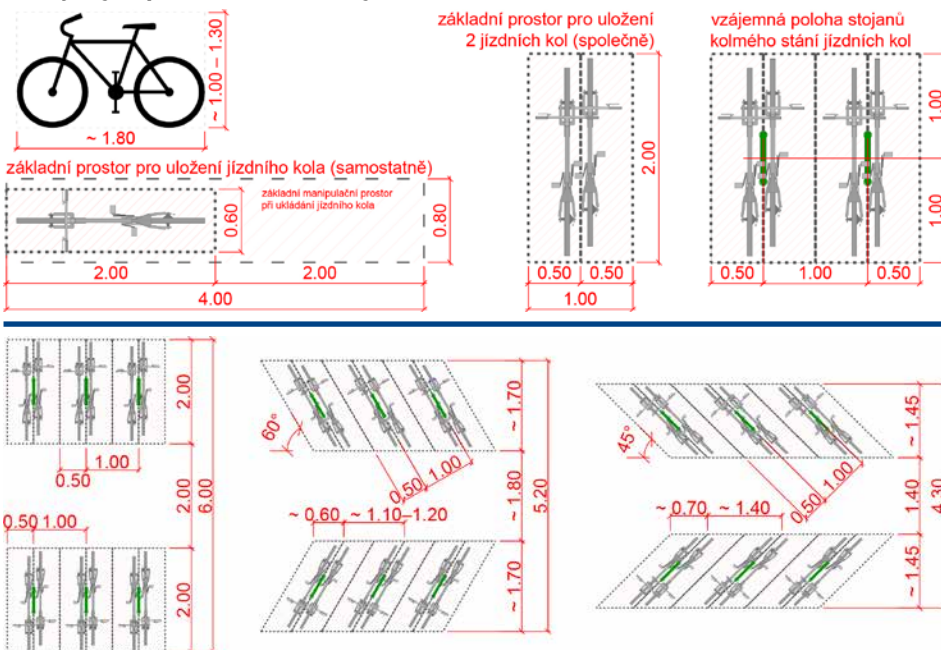 ~ 1.80
~ 1.00 – 1.30
základní prostor pro uložení
2 jízdních kol (společně)
2.00
0.50 0.50
1.00
vzájemná poloha stojanů
kolmého stání jízdních kol
1.00
1.00
0.50 1.00 0.50
základní prostor pro uložení jízdního kola (samostatně)
základní manipulační prostor
při ukládání jízdního kola
0.60
0.80
2.00 2.00
4.00
2.00
1.00
0.50
2.00
6.00
0.50 1.00
2.00
60°
~ 1.70
0.50 1.00
~ 1.80
5.20
~ 0.60 ~ 1.10–1.20
~ 1.70
45°
~ 1.45
0.50 1.00
1.40
4.30
~ 0.70 ~ 1.40
~ 1.45